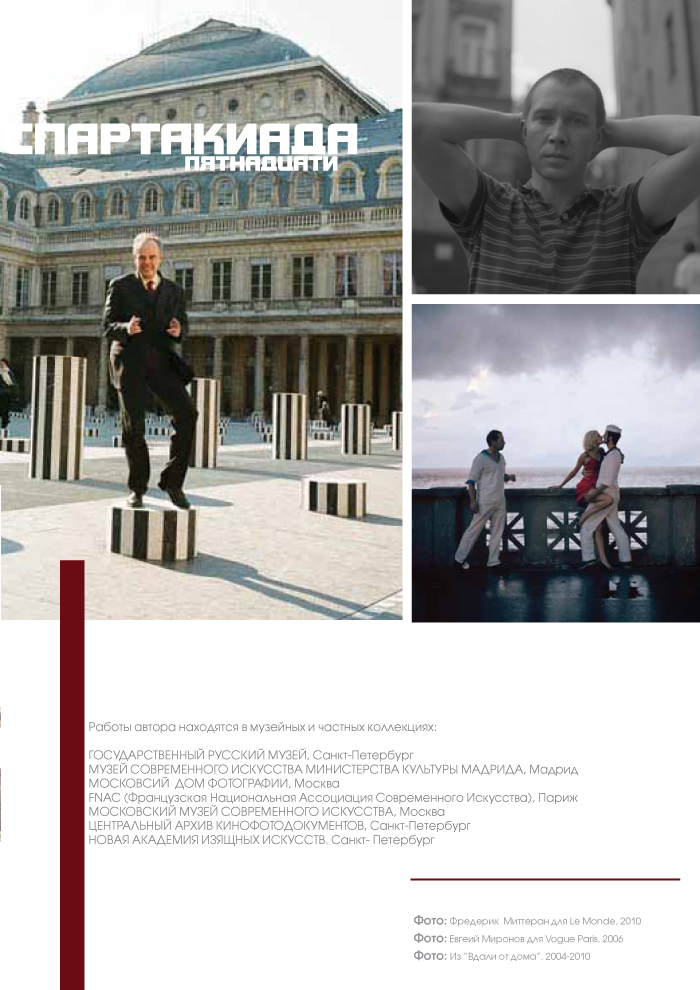 СПАРТАКИАДА
ПЯТНАДЦАТИ
Работы автора находятся в музейных и частных коллекциях:
ГОСУДАРСТВЕННЫЙ РУССКИЙ МУЗЕЙ, Санкт-Петербург
МУЗЕЙ СОВРЕМЕННОГО ИСКУССТВА МИНИСТЕРСТВА КУЛЬТУРЫ МАДРИДА, Мадрид
МОСКОВСИЙ ДОМ ФОТОГРАФИИ, Москва
FNAC (Французская Национальная Ассоциация Современного Искусства), Париж
МОСКОВСКИЙ МУЗЕЙ СОВРЕМЕННОГО ИСКУССТВА, Москва
ЦЕНТРАЛЬНЫЙ АРХИВ КИНОФОТОДОКУМЕНТОВ, Санкт-Петербург
НОВАЯ АКАДЕМИЯ ИЗЯЩНЫХ ИСКУССТВ. Санкт- Петербург
Фото: Фредерик Миттеран для Le Monde, 2010
Фото: Евгеий Миронов для Vogue Paris, 2006
Фото: Из "Вдали от дома", 2004-2010